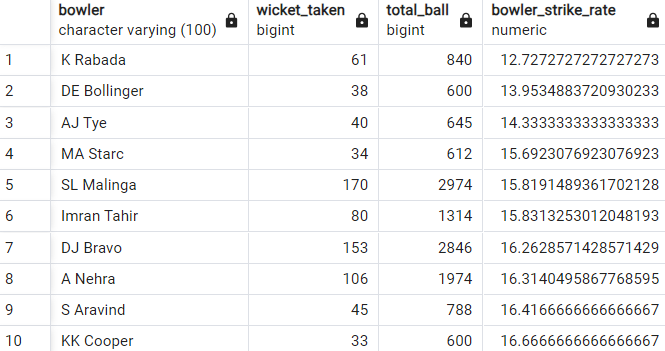 bowler wicket_taken total_ball bowler_strike_rate
character varying (100) bigint bigint numeric
1 K Rabada 61 840 12.7272727272727273
2 DE Bollinger 38 600 13.9534883720930233
3 AJ Tye 40 645 14.3333333333333333
4 MA Starc 34 612 15.6923076923076923
5 SL Malinga 170 2974 15.8191489361702128
6 Imran Tahir 80 1314 15.8313253012048193
7 DJ Bravo 153 2846 16.2628571428571429
8 A Nehra 106 1974 16.3140495867768595
9 S Aravind 45 788 16.4166666666666667
10 KK Cooper 33 600 16.6666666666666667